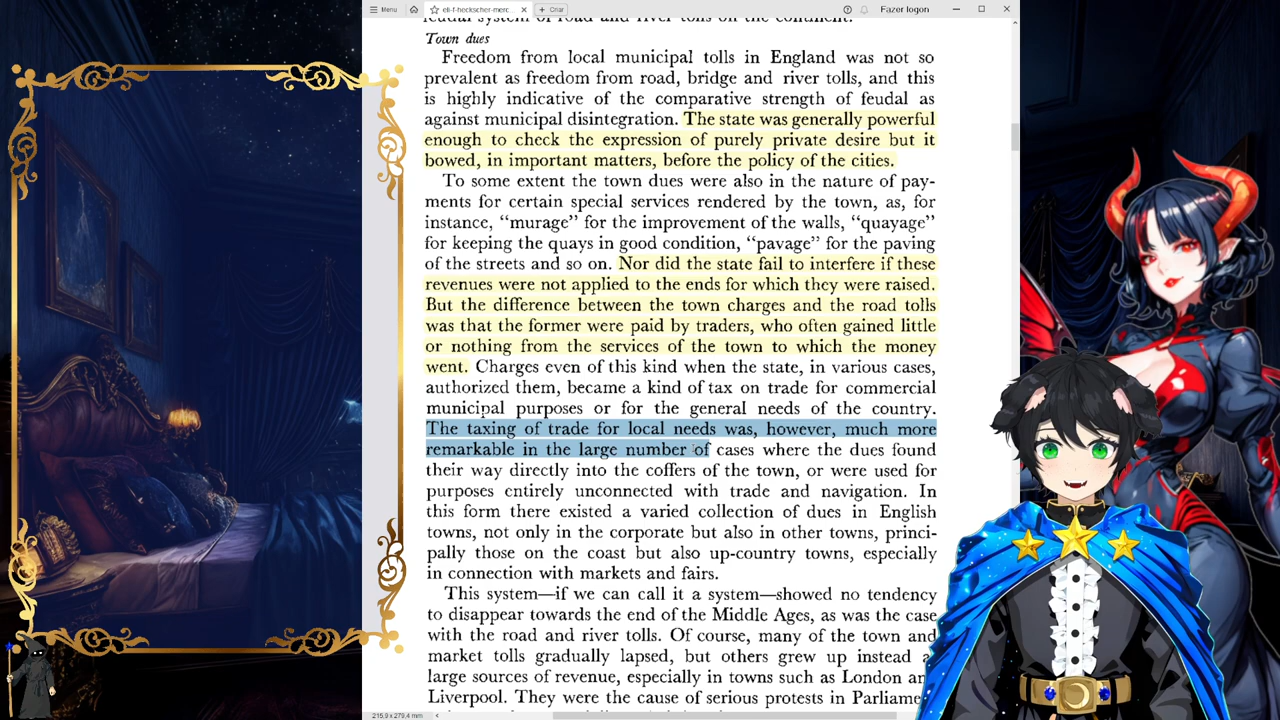 Menu
eli-f-heckscher-merc...
Criar
Fazer logon
feudal system of road and river tolls on the continent.
Town dues
Freedom from local municipal tolls in England was not so
prevalent as freedom from road, bridge and river tolls, and this
is highly indicative of the comparative strength of feudal as
against municipal disintegration. The state was generally powerful
enough to check the expression of purely private desire but it
bowed, in important matters, before the policy of the cities.
To some extent the town dues were also in the nature of pay-
ments for certain special services rendered by the town, as, for
instance, “murage” for the improvement of the walls, “quayage”
for keeping the quays in good condition, “pavage” for the paving
of the streets and so on. Nor did the state fail to interfere if these
revenues were not applied to the ends for which they were raised.
But the difference between the town charges and the road tolls
was that the former were paid by traders, who often gained little
or nothing from the services of the town to which the money
went. Charges even of this kind when the state, in various cases,
authorized them, became a kind of tax on trade for commercial
municipal purposes or for the general needs of the country.
The taxing of trade for local needs was, however, much more
remarkable in the large number of cases where the dues found
their way directly into the coffers of the town, or were used for
purposes entirely unconnected with trade and navigation. In
this form there existed a varied collection of dues in English
towns, not only in the corporate but also in other towns, princi-
pally those on the coast but also up-country towns, especially
in connection with markets and fairs.
This system—if we can call it a system—showed no tendency
to disappear towards the end of the Middle Ages, as was the case
with the road and river tolls. Of course, many of the town and
market tolls gradually lapsed, but others grew up instead
large sources of revenue, especially in towns such as London an
Liverpool. They were the cause of serious protests in Parliame
215,9 x 279,4 mm